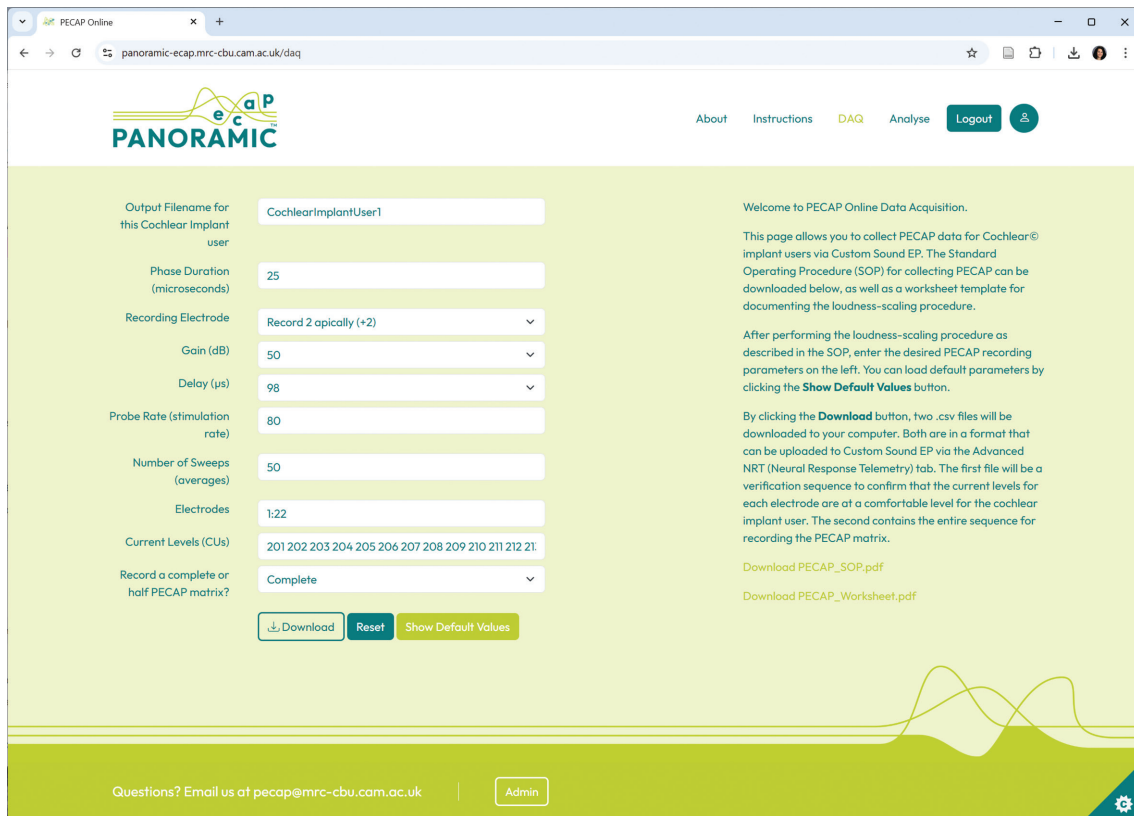 PECAP Online
panoramic-ecap.mrc-cbu.cam.ac.uk/daq
ecap
PANORAMIC™
About Instructions DAQ Analyse Logout
Output Filename for
this Cochlear Implant
user
CochlearImplantUser1
Phase Duration
(microseconds)
25
Recording Electrode
Record 2 apically (+2)
Gain (dB)
50
Delay (µs)
98
Probe Rate (stimulation
rate)
80
Number of Sweeps
(averages)
50
Electrodes
1:22
Current Levels (CUs)
201 202 203 204 205 206 207 208 209 210 211 212 21
Record a complete or
half PECAP matrix?
Complete
Download Reset Show Default Values
Welcome to PECAP Online Data Acquisition.
This page allows you to collect PECAP data for Cochlear©
implant users via Custom Sound EP. The Standard
Operating Procedure (SOP) for collecting PECAP can be
downloaded below, as well as a worksheet template for
documenting the loudness-scaling procedure.
After performing the loudness-scaling procedure as
described in the SOP, enter the desired PECAP recording
parameters on the left. You can load default parameters by
clicking the Show Default Values button.
By clicking the Download button, two .csv files will be
downloaded to your computer. Both are in a format that
can be uploaded to Custom Sound EP via the Advanced
NRT (Neural Response Telemetry) tab. The first file will be a
verification sequence to confirm that the current levels for
each electrode are at a comfortable level for the cochlear
implant user. The second contains the entire sequence for
recording the PECAP matrix.
Download PECAP_SOP.pdf
Download PECAP_Worksheet.pdf
Questions? Email us at pecap@mrc-cbu.cam.ac.uk
Admin